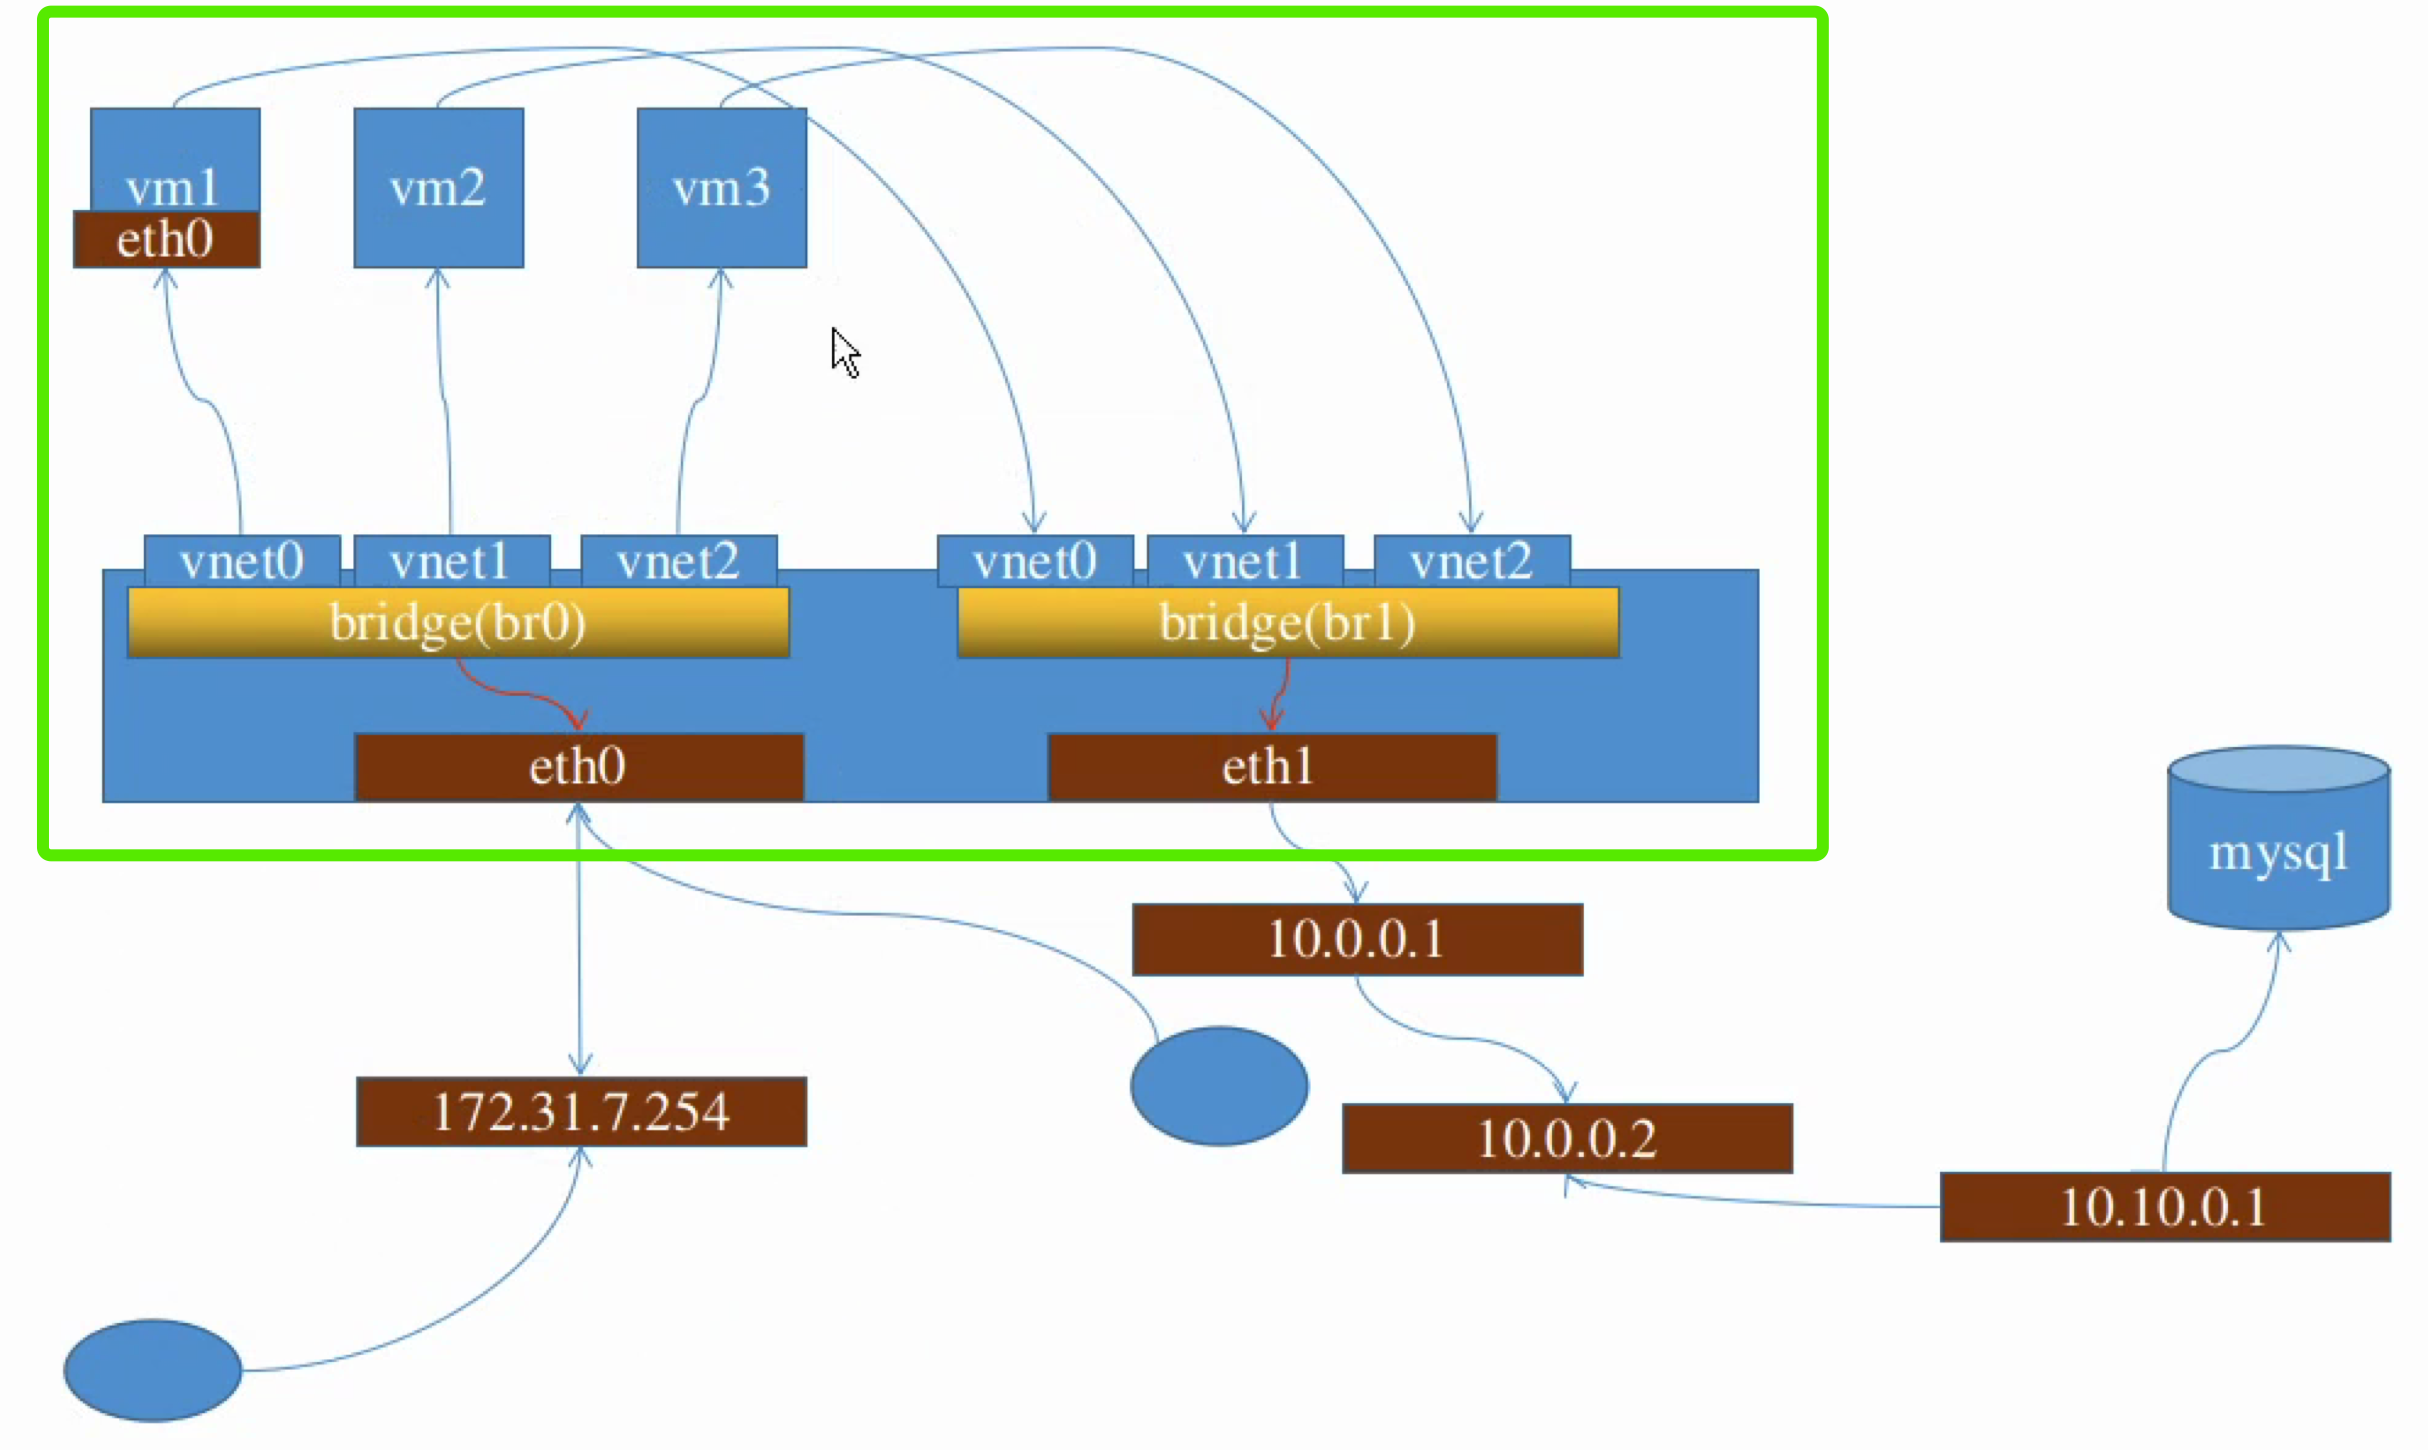 vm1
eth0
vm2
vm3
vnet0
vnet1
vnet2
vnet0
vnet1
vnet2
bridge(br0)
bridge(br1)
eth0
eth1
mysql
10.0.0.1
172.31.7.254
10.0.0.2
10.10.0.1